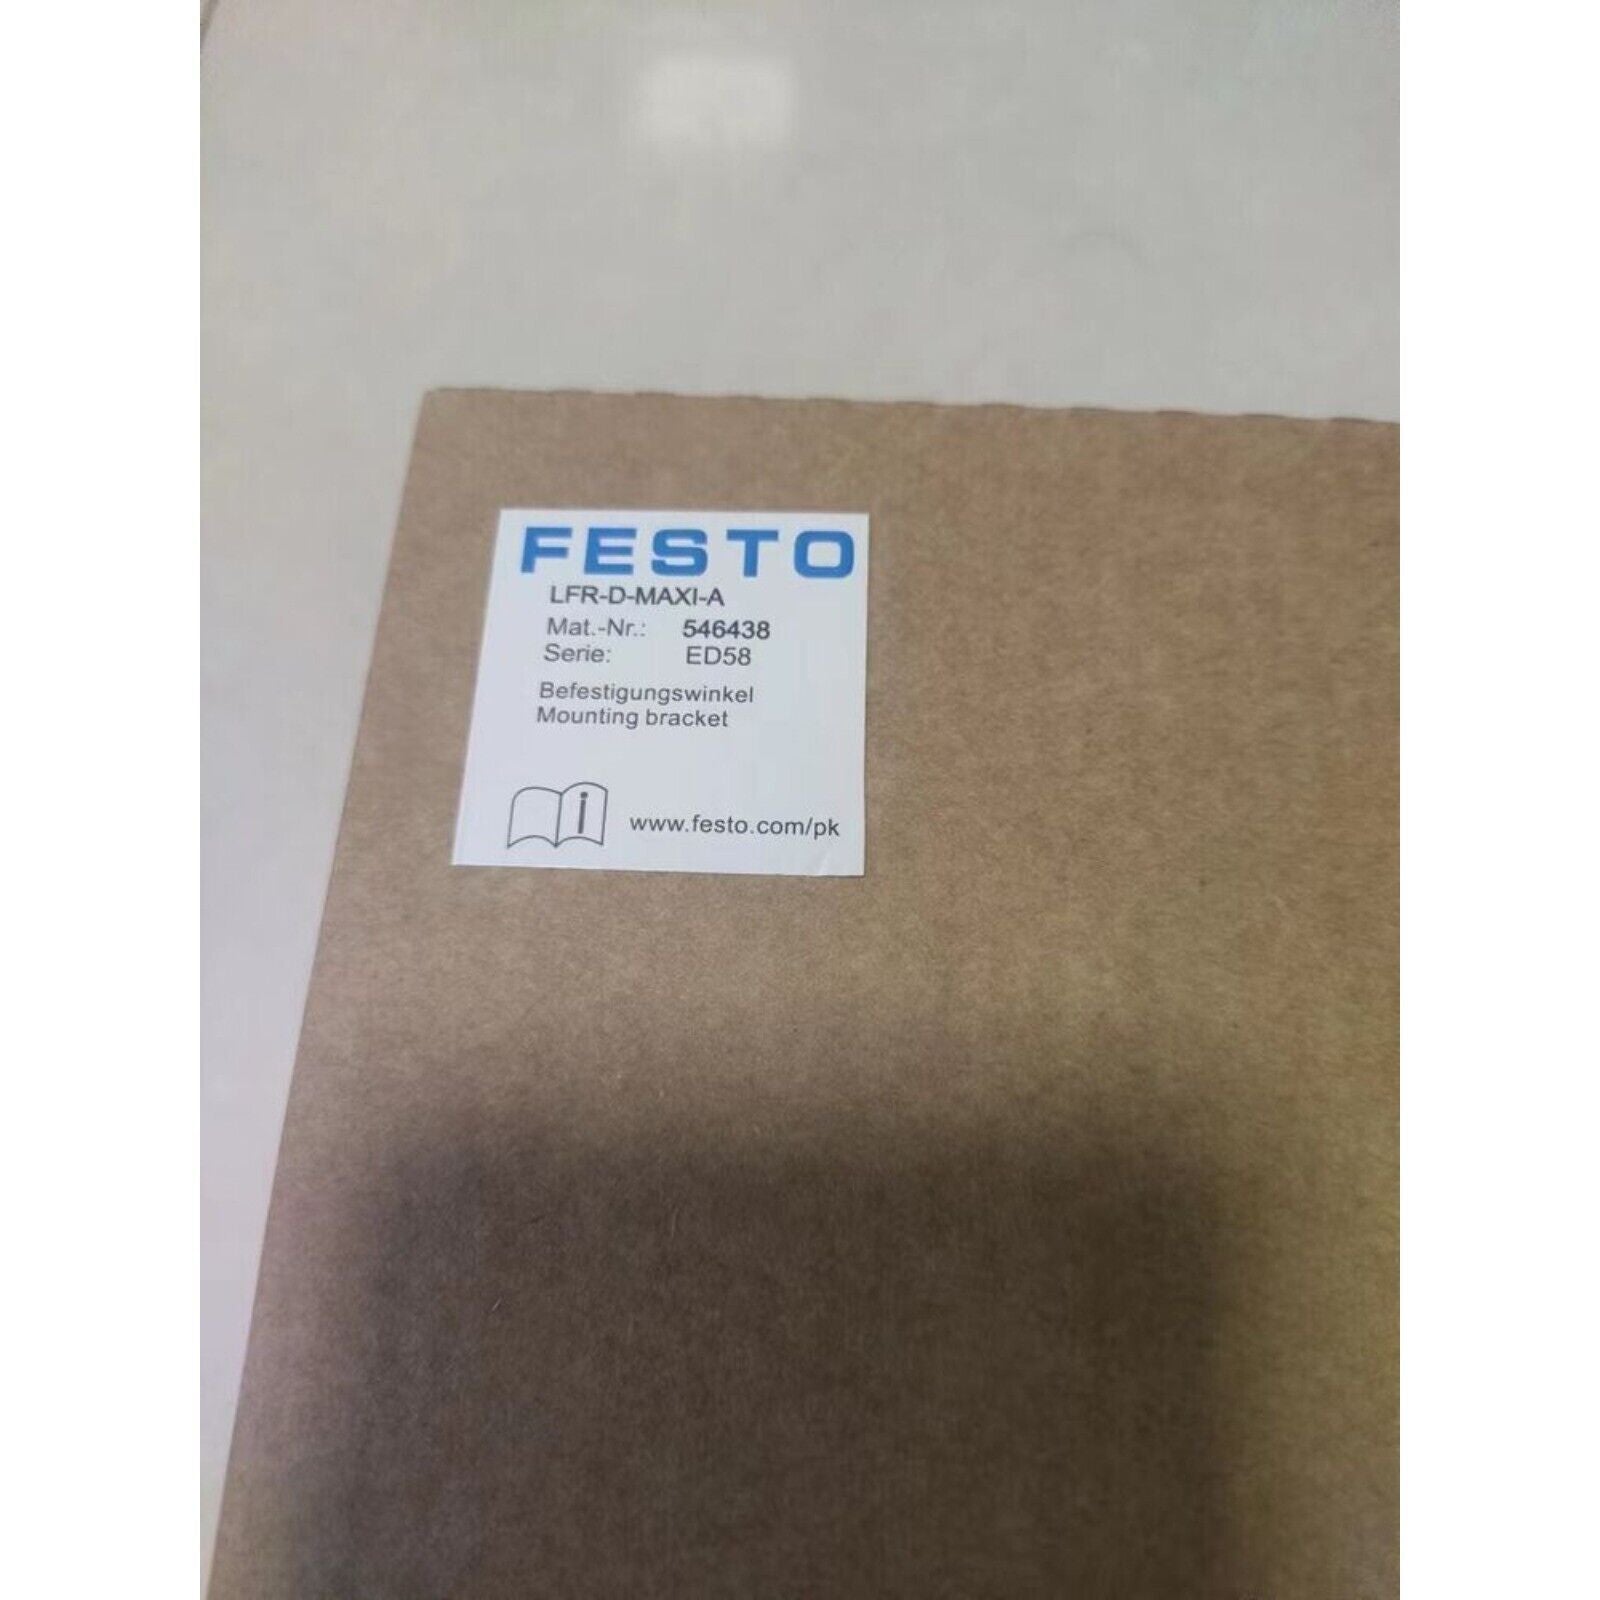 FESTO
LFR-D-MAXI-A
Mat.-Nr.: 546438
Serie: ED58
Befestigungswinkel
Mounting bracket
i www.festo.com/pk